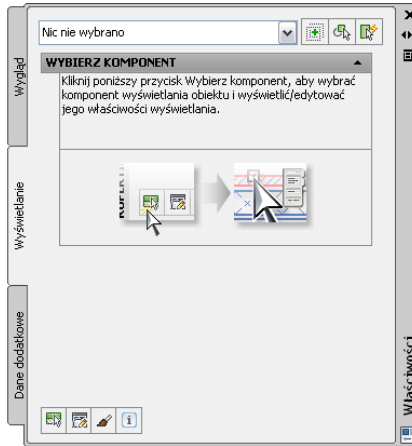 Nic nie wybrano
WYBIERZ KOMPONENT
Kliknij poniższy przycisk Wybierz komponent, aby wybrać
komponent wyświetlania obiektu i wyświetlić/edytować
jego właściwości wyświetlania.
Wygląd
Wyświetlanie
Dane dodatkowe
Właściwości